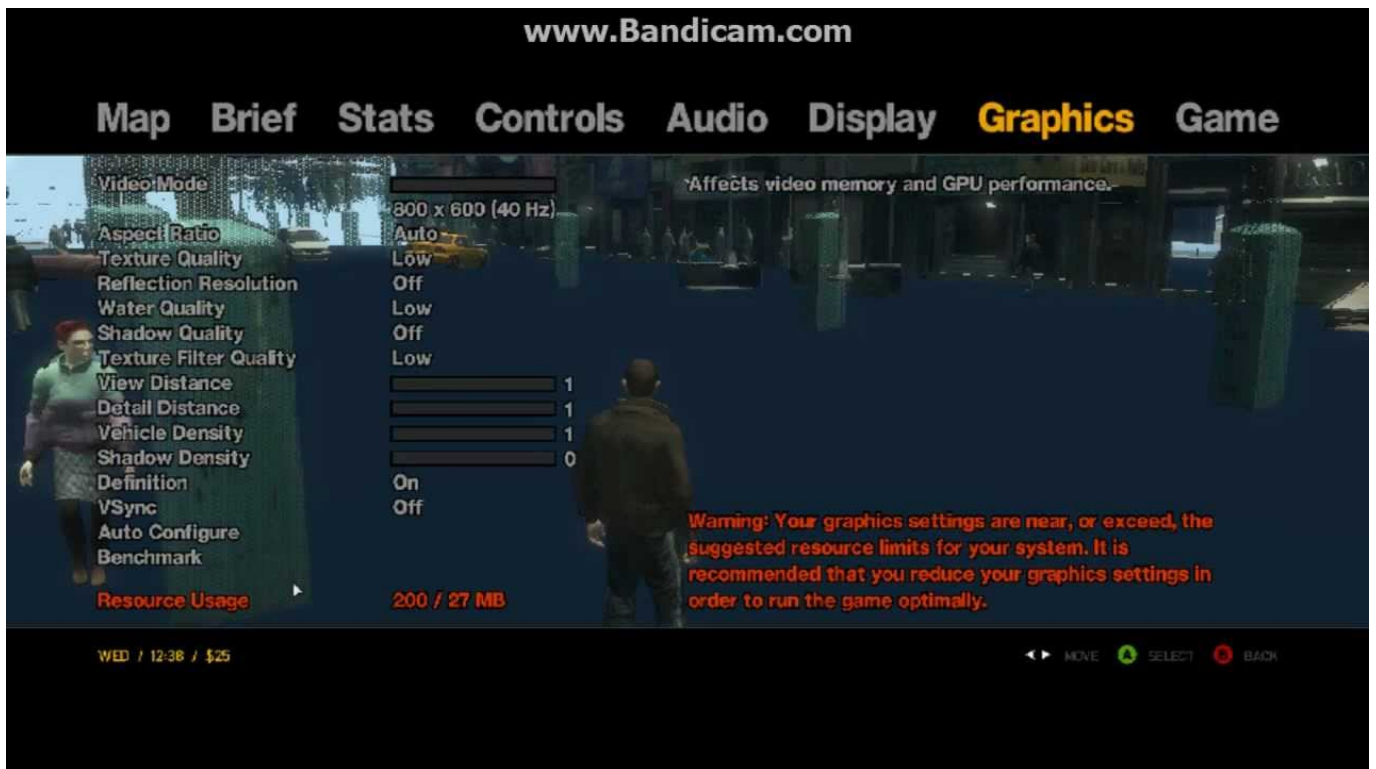 www.Bandicam.com
Map Brief Stats Controls Audio Display Graphics Game
Video Mode
800 x 600 (40 Hz)
Aspect Ratio Auto
Texture Quality Low
Reflection Resolution Off
Water Quality Low
Shadow Quality Off
Texture Filter Quality Low
View Distance 1
Detail Distance 1
Vehicle Density 1
Shadow Density 0
Definition On
VSync Off
Auto Configure
Benchmark
Resource Usage 200 / 27 MB
Affects video memory and GPU performance.
Warning: Your graphics settings are near, or exceed, the
suggested resource limits for your system. It is
recommended that you reduce your graphics settings in
order to run the game optimally.
WED / 12:38 / $25
MOVE A SELECT B BACK